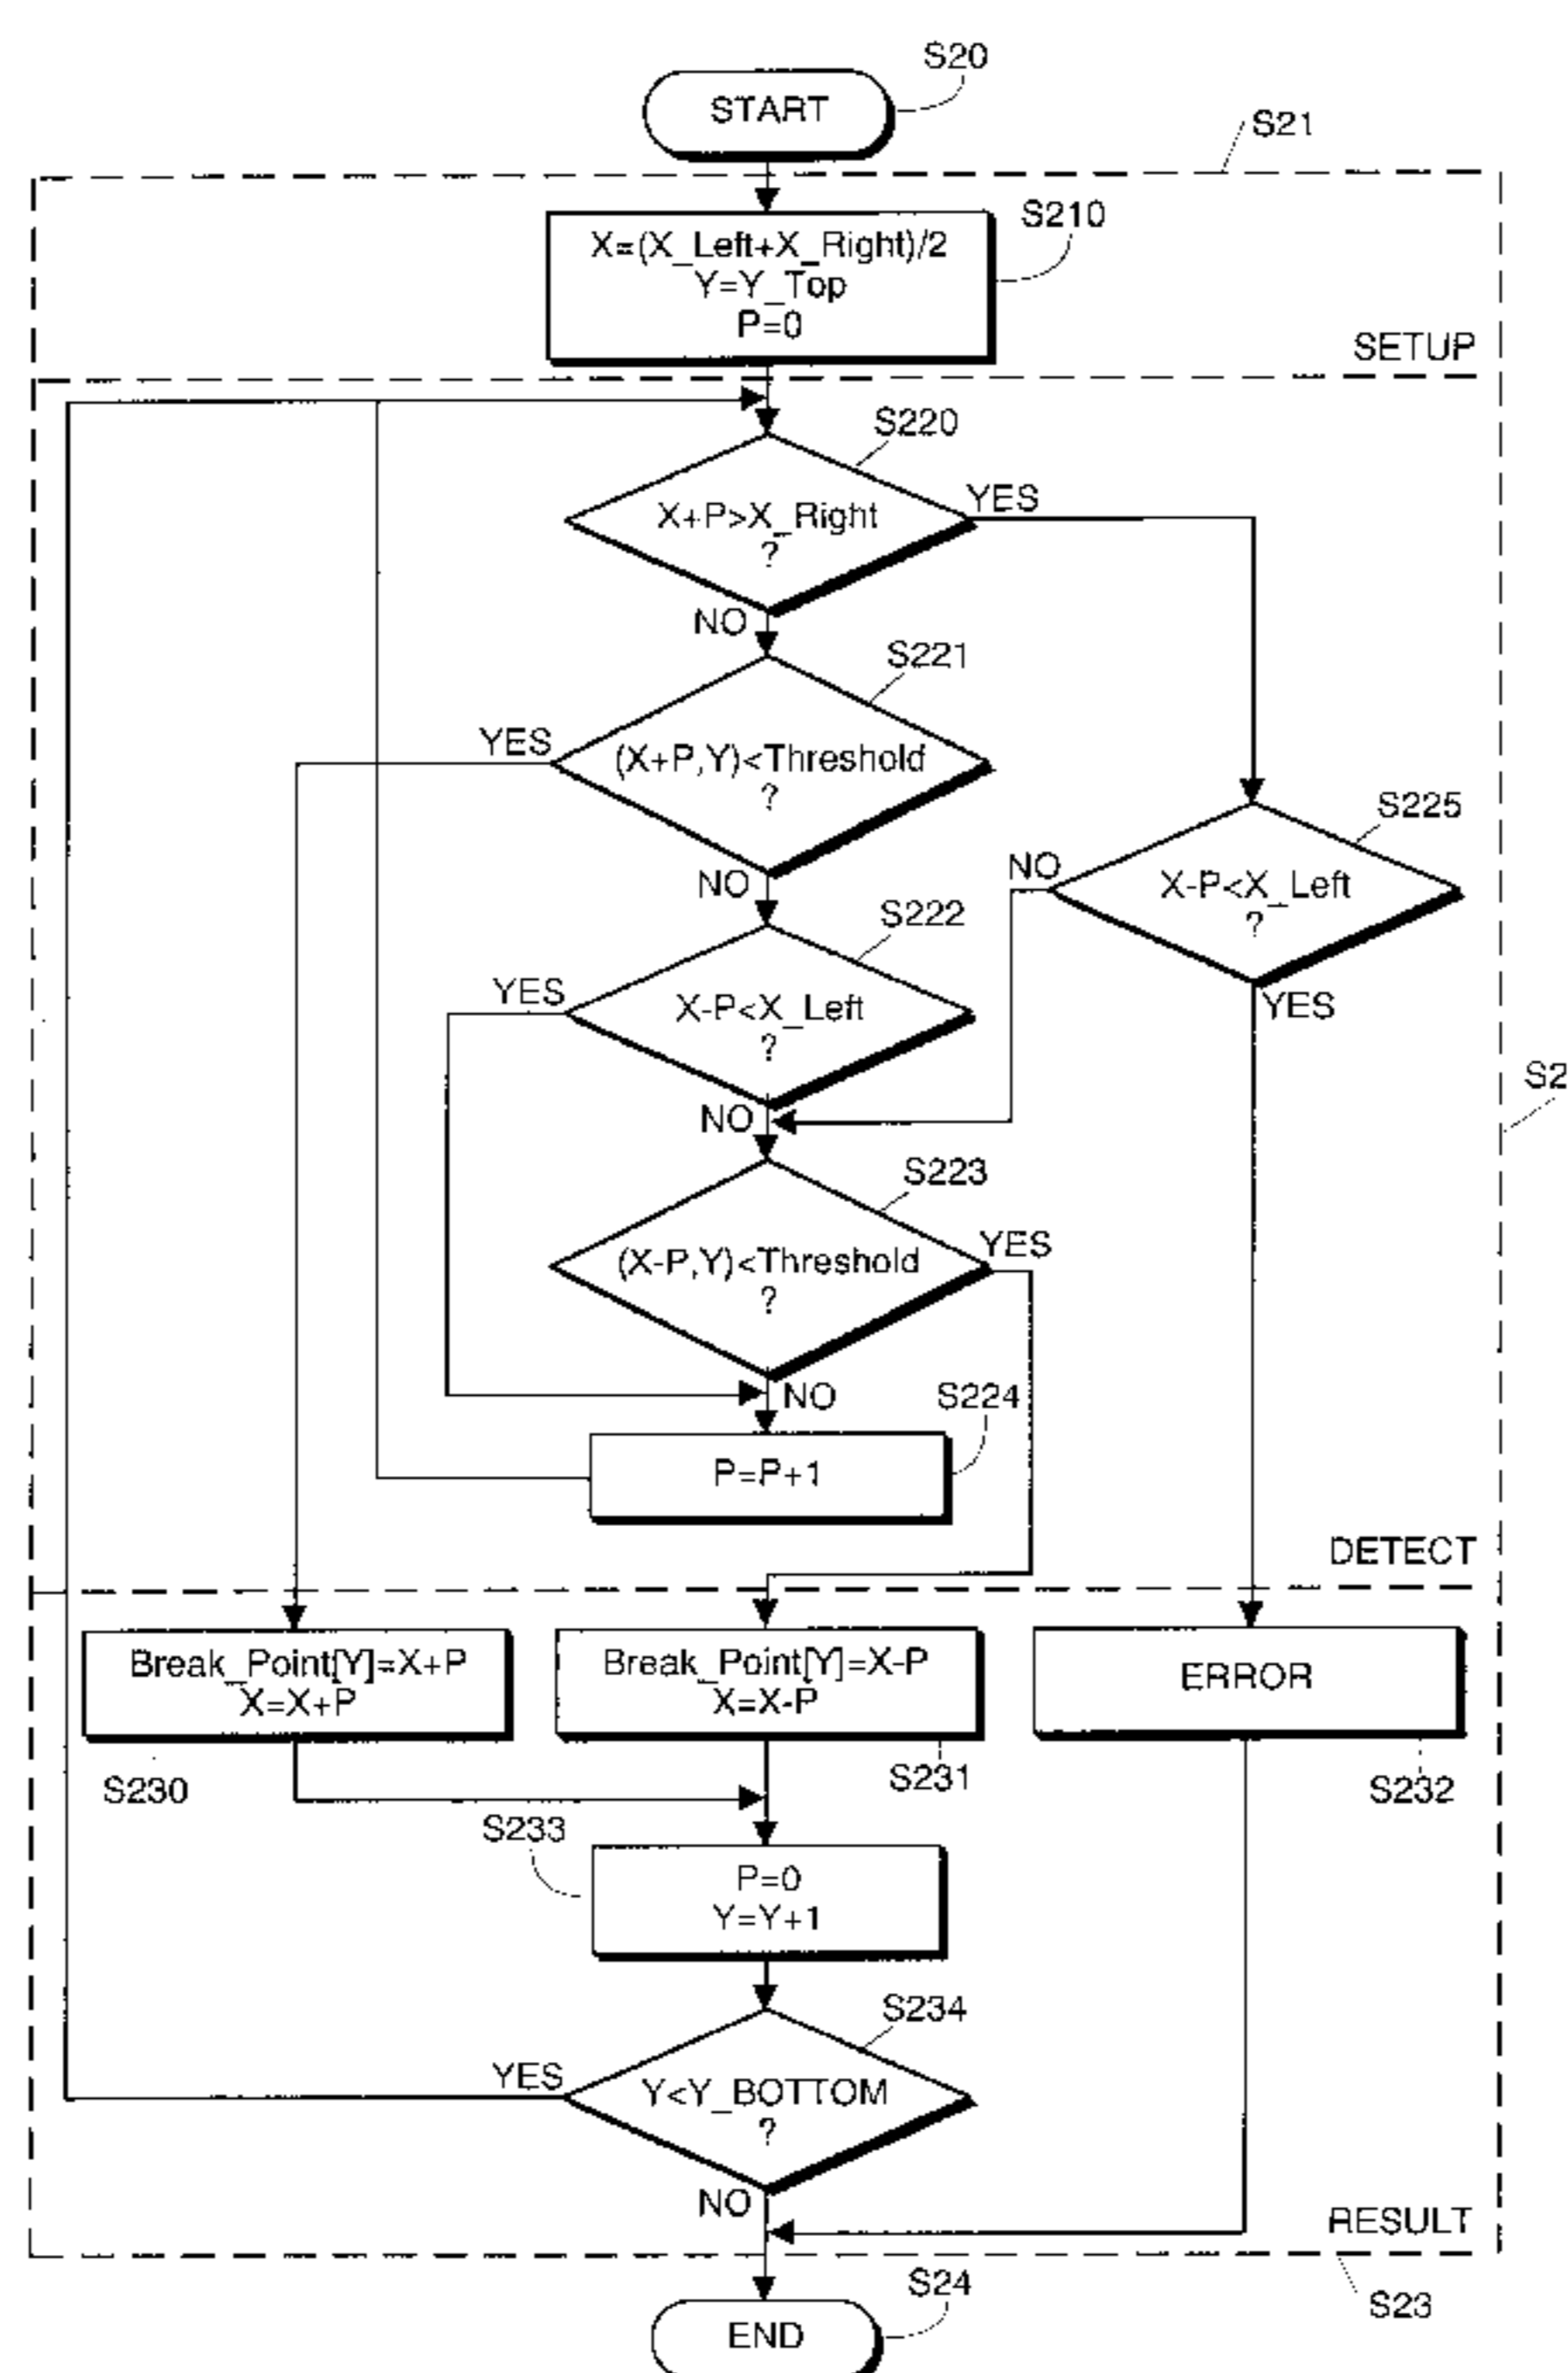 S20
START
S21
S210
X=(X_Left+X_Right)/2
Y=Y_Top
P=0
SETUP
S220
X+P>X_Right
?
YES
NO
S221
YES
(X+P,Y)<Threshold
?
NO
S225
NO
X-P<X_Left
?
YES
S222
YES
X-P<X_Left
?
NO
S2
S223
(X-P,Y)<Threshold
?
YES
NO
S224
P=P+1
DETECT
Break_Point[Y]=X+P
X=X+P
S230
Break_Point[Y]=X-P
X=X-P
S231
ERROR
S232
S233
P=0
Y=Y+1
S234
YES
Y<Y_BOTTOM
?
NO
RESULT
S23
S24
END